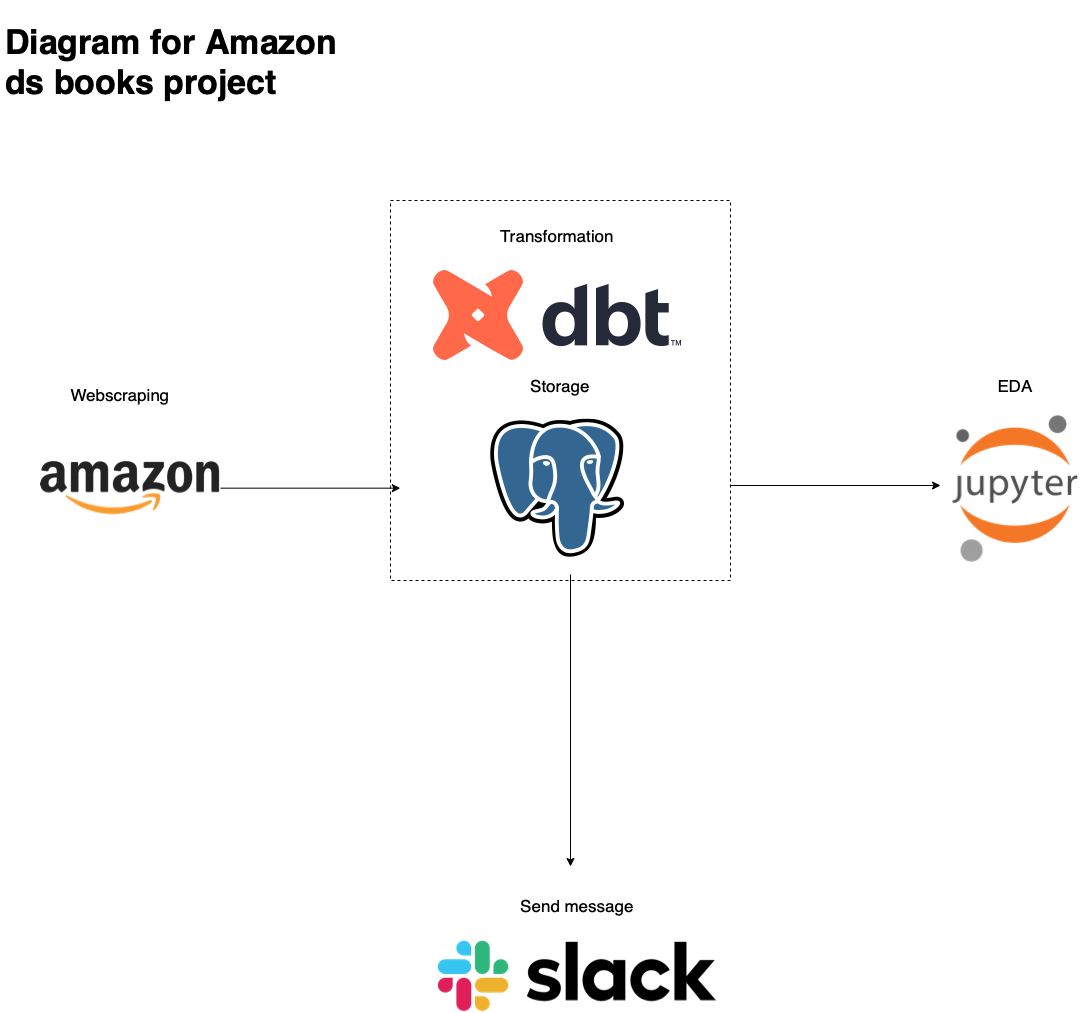 Diagram for Amazon
ds books project
Transformation
dbt™
Storage
Webscraping
amazon
EDA
jupyter
Send message
slack